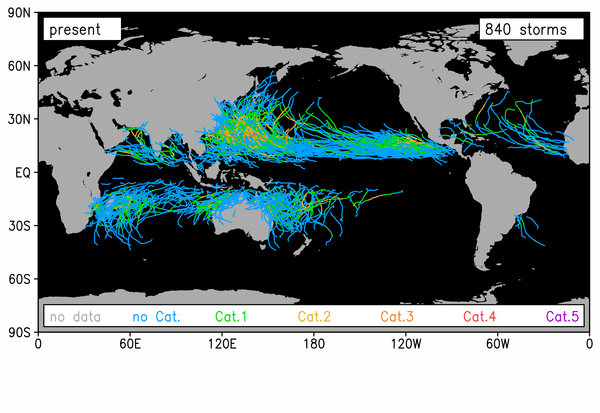 90N
present
840 storms
60N
30N
EQ
30S
60S
no data no Cat. Cat.1 Cat.2 Cat.3 Cat.4 Cat.5
90S
0 60E 120E 180 120W 60W 0